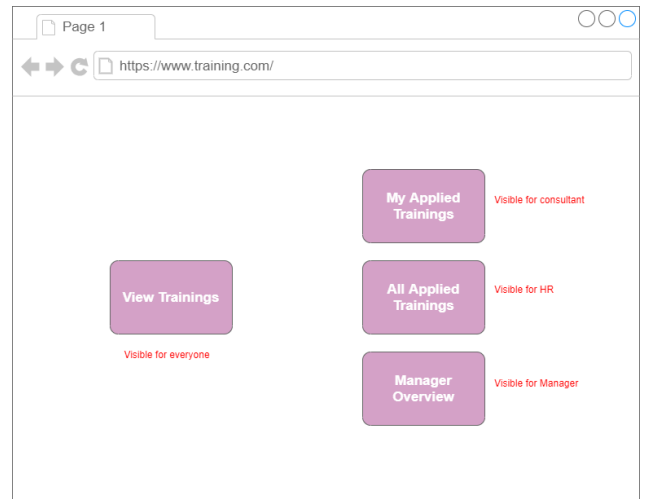 Page 1
https://www.training.com/
My Applied
Trainings
Visible for consultant
View Trainings
Visible for everyone
All Applied
Trainings
Visible for HR
Manager
Overview
Visible for Manager